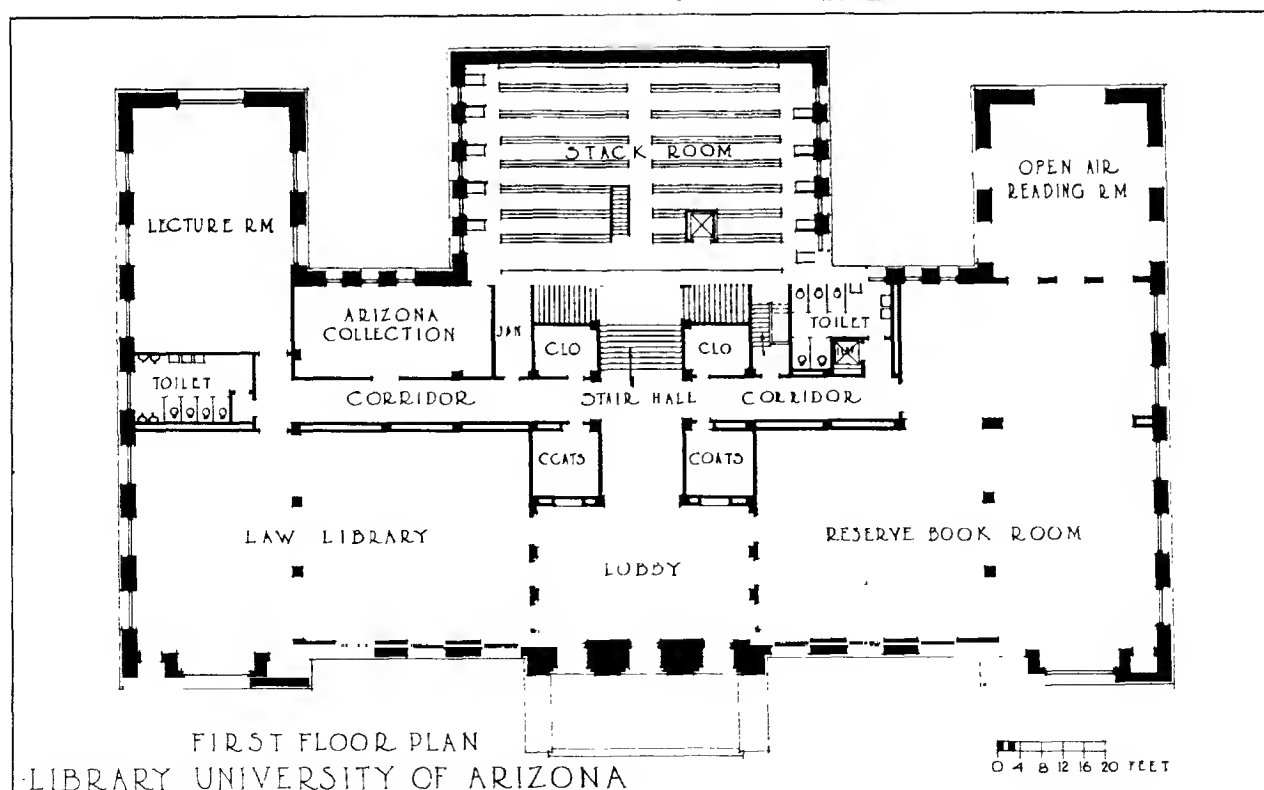 STACK ROOM
OPEN AIR
READING RM
LECTURE RM
ARIZONA
COLLECTION
JAN
CLO
CLO
TOILET
TOILET
CORRIDOR
STAIR HALL
CORRIDOR
COATS
COATS
LAW LIBRARY
LOBBY
RESERVE BOOK ROOM
FIRST FLOOR PLAN
LIBRARY UNIVERSITY OF ARIZONA
0 4 8 12 16 20 FEET